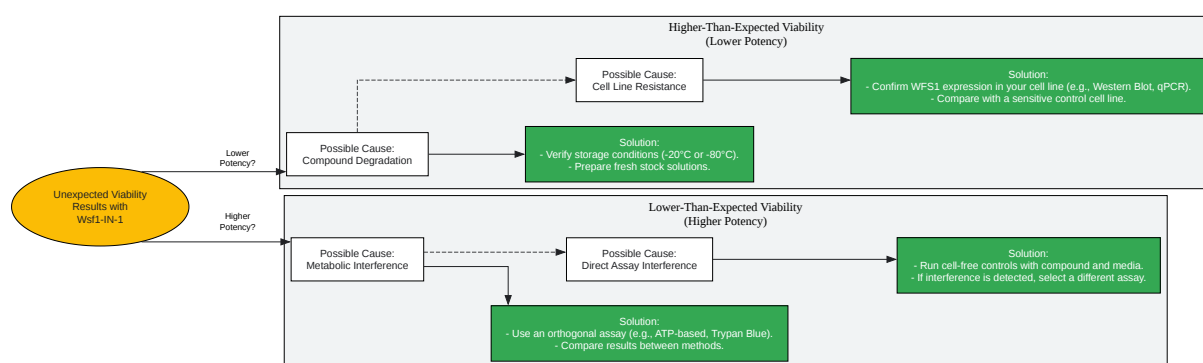 Unexpected Viability
Results with
Wsf1-IN-1
Lower
Potency?
Higher
Potency?
Higher-Than-Expected Viability
(Lower Potency)
Possible Cause:
Cell Line Resistance
Solution:
- Confirm WFS1 expression in your cell line (e.g., Western Blot, qPCR).
- Compare with a sensitive control cell line.
Possible Cause:
Compound Degradation
Solution:
- Verify storage conditions (-20°C or -80°C).
- Prepare fresh stock solutions.
Lower-Than-Expected Viability
(Higher Potency)
Possible Cause:
Metabolic Interference
Possible Cause:
Direct Assay Interference
Solution:
- Run cell-free controls with compound and media.
- If interference is detected, select a different assay.
Solution:
- Use an orthogonal assay (e.g., ATP-based, Trypan Blue).
- Compare results between methods.